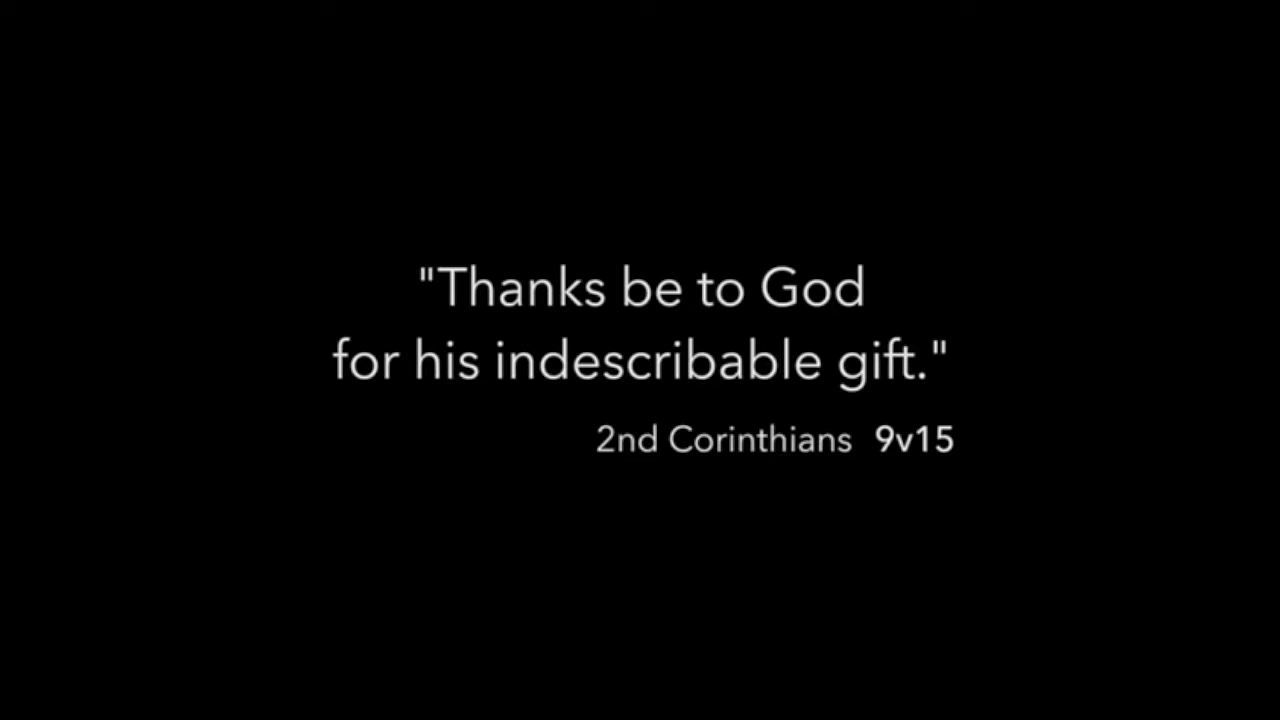 "Thanks be to God
for his indescribable gift."
2nd Corinthians 9v15